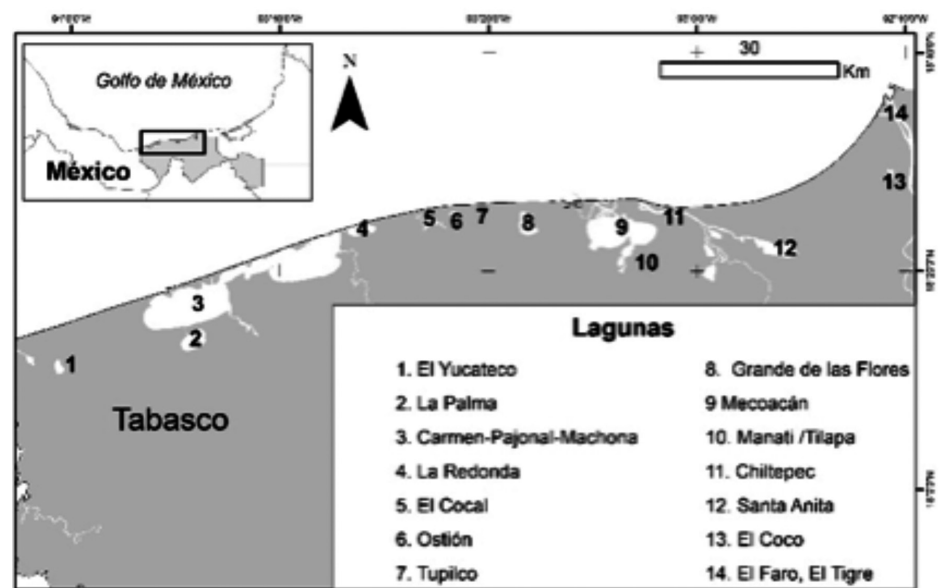 30
Km
N
Golfo de México
México
14
13
11
12
10
9
8
7
6
5
4
3
2
1
Tabasco
Lagunas
1. El Yucateco
2. La Palma
3. Carmen-Pajonal-Machona
4. La Redonda
5. El Cocal
6. Ostión
7. Tupilco
8. Grande de las Flores
9 Mecoacán
10. Manati /Tilapa
11. Chiltepec
12. Santa Anita
13. El Coco
14. El Faro, El Tigre